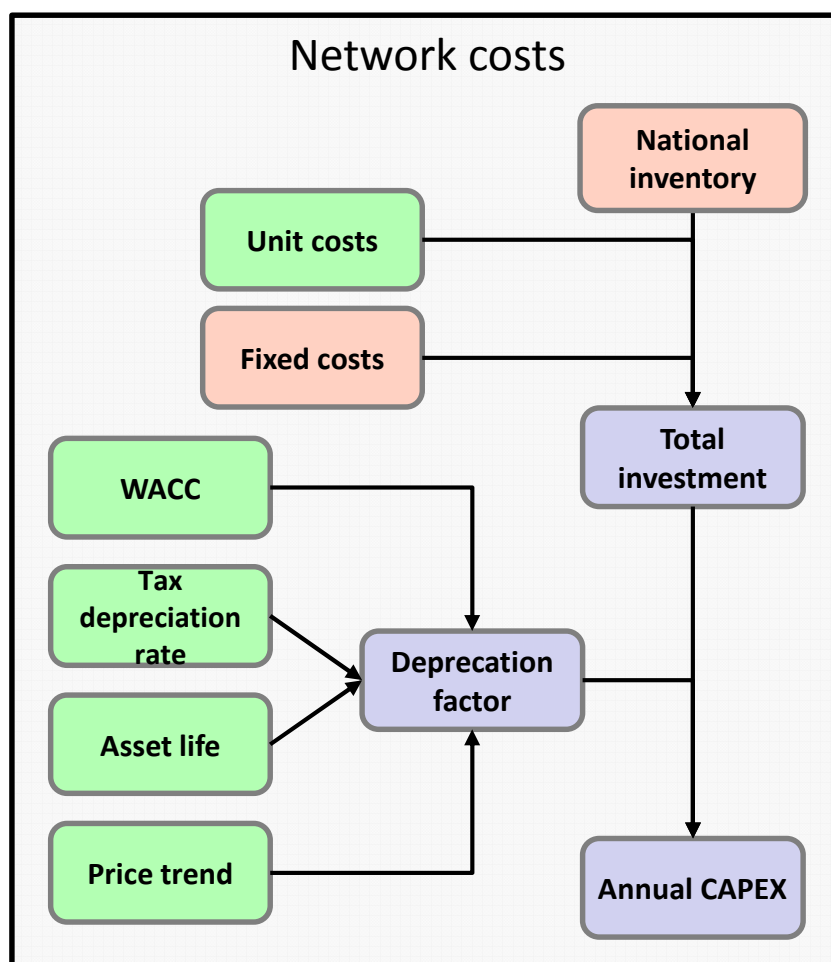 Network costs
National
inventory
Unit costs
Fixed costs
Total
investment
WACC
Tax
depreciation
rate
Deprecation
factor
Asset life
Price trend
Annual CAPEX